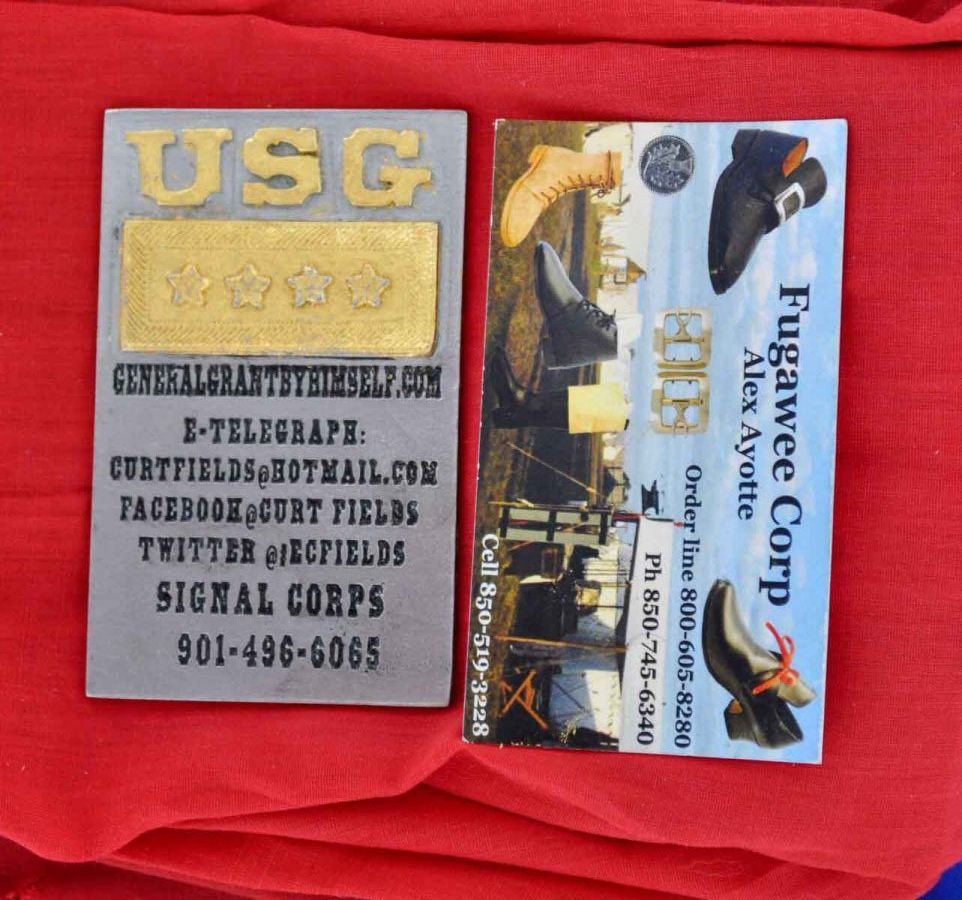 USG
GENERALGRANTBYHIMSELF.COM
E-TELEGRAPH:
CURTFIELDS@HOTMAIL.COM
FACEBOOK@CURT FIELDS
TWITTER @1ECFIELDS
SIGNAL CORPS
901-496-6065
Fugawee Corp
Alex Ayotte
Order line 800-605-8280
Ph 850-745-6340
Cell 850-519-3228